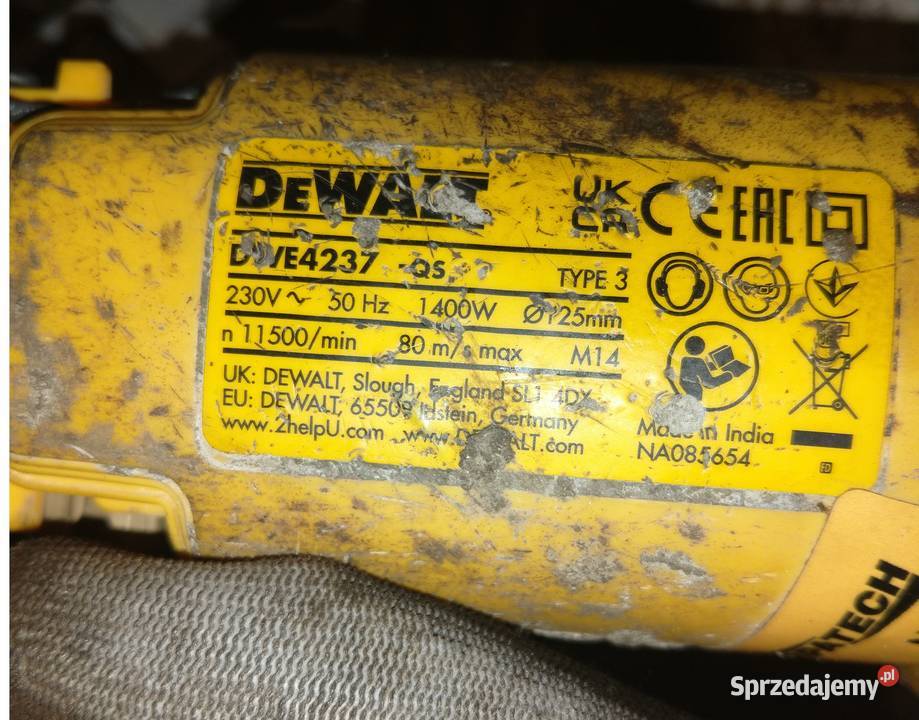 DEWALT
UK
CA CE EAC
DWE4237 -QS
TYPE 3
230V ~ 50 Hz 1400W Ø125mm
n 11500/min 80 m/s max M14
UK: DEWALT, Slough, England SL1 4DY
EU: DEWALT, 65509 Idstein, Germany
www.2helpU.com www.DEWALT.com
Made in India
NA085654
Sprzedajemy.pl